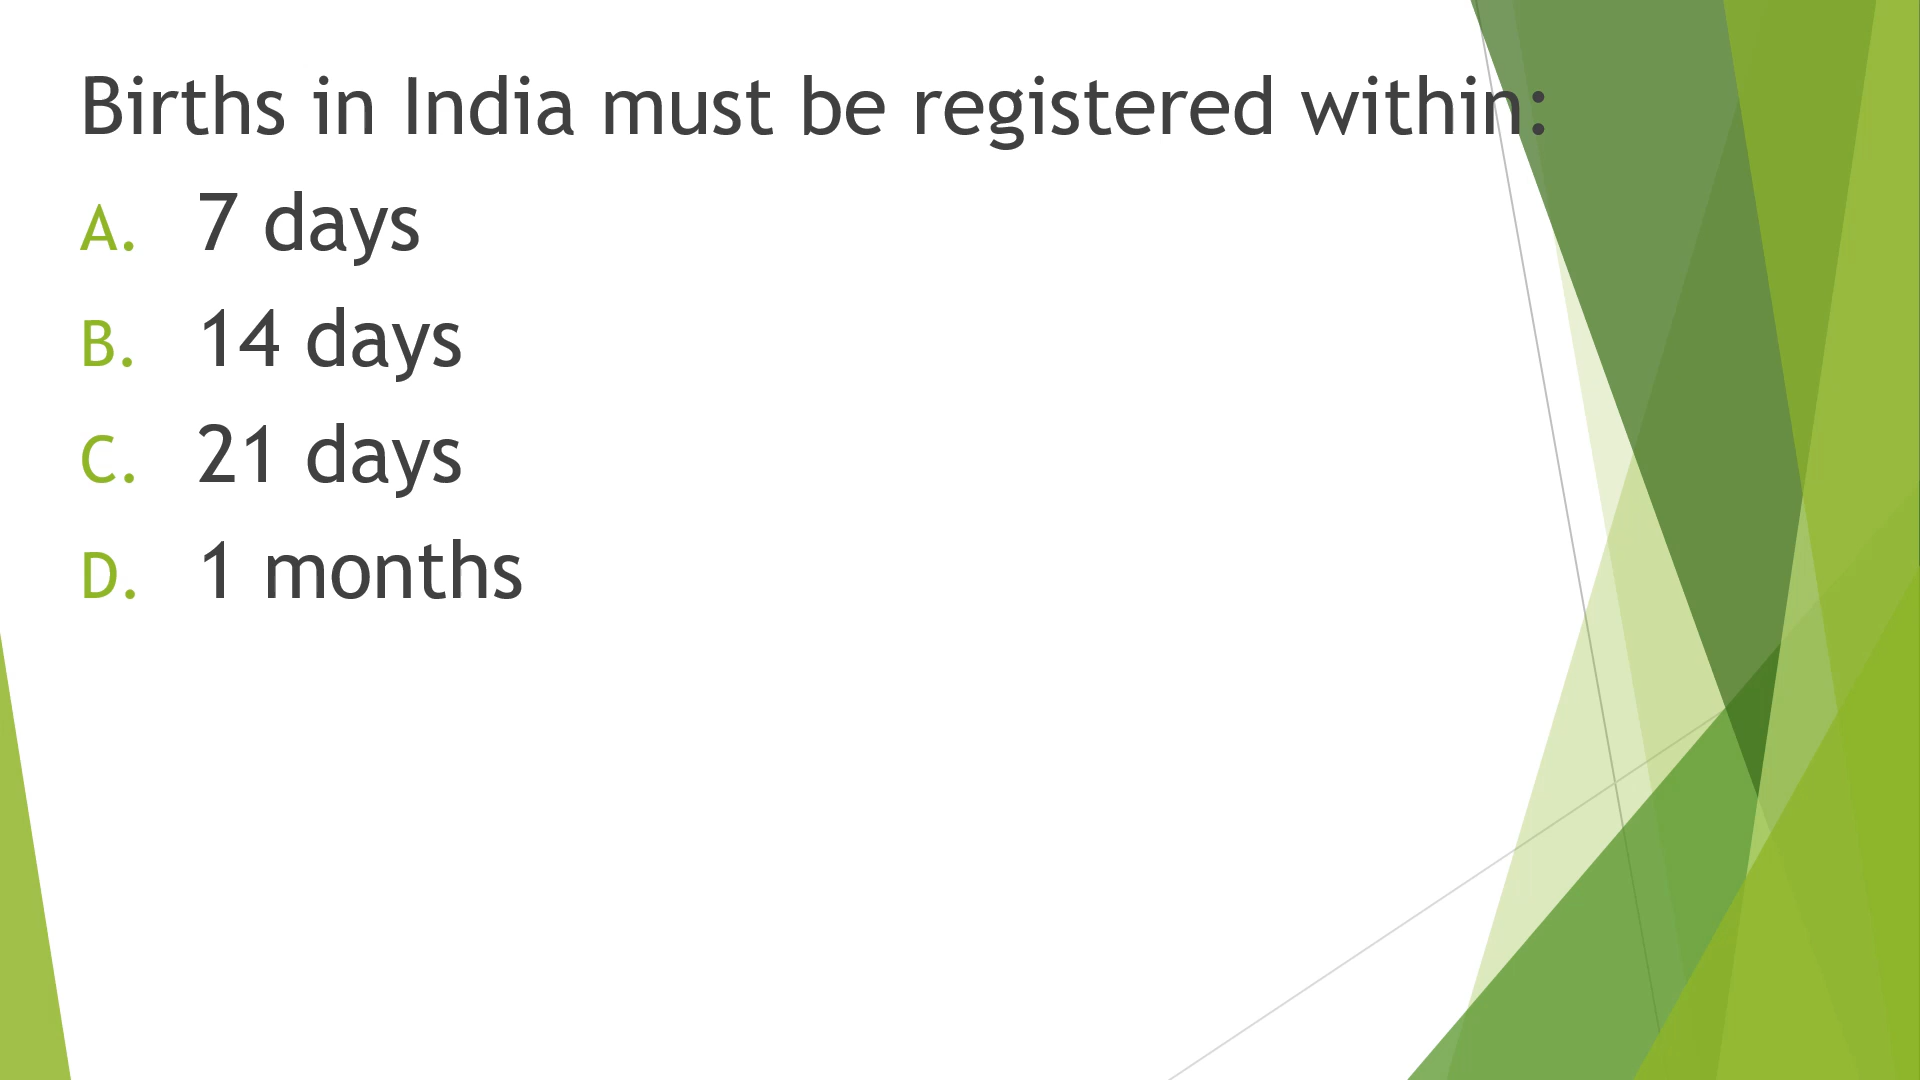 Births in India must be registered within:
A. 7 days
B. 14 days
C. 21 days
D. 1 months